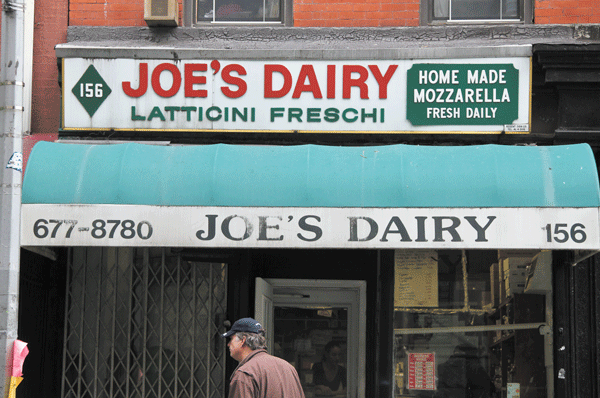 156
JOE'S DAIRY
LATTICINI FRESCHI
HOME MADE
MOZZARELLA
FRESH DAILY
677-8780 JOE'S DAIRY 156